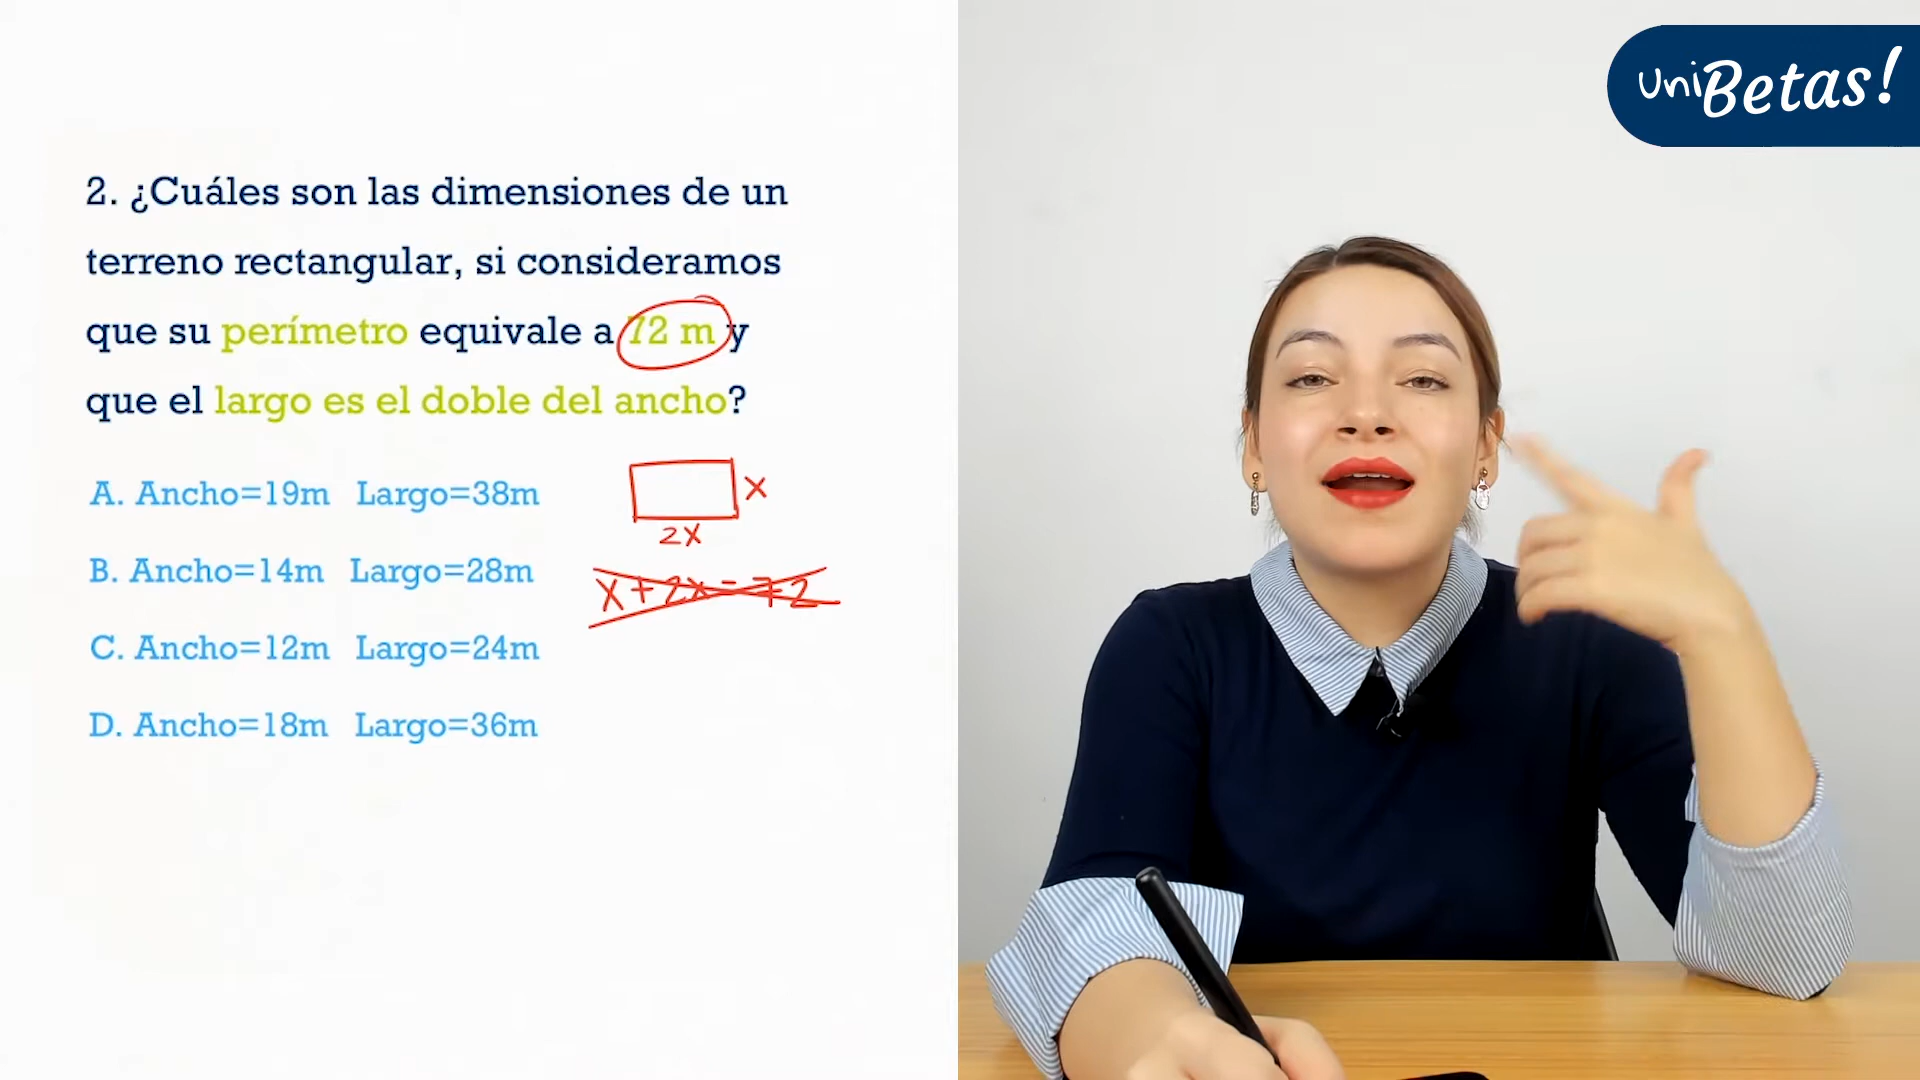 uniBetas!
2. ¿Cuáles son las dimensiones de un
terreno rectangular, si consideramos
que su perímetro equivale a 72 m y
que el largo es el doble del ancho?
A. Ancho=19m Largo=38m
B. Ancho=14m Largo=28m
C. Ancho=12m Largo=24m
D. Ancho=18m Largo=36m
x
2x
x+2x=72